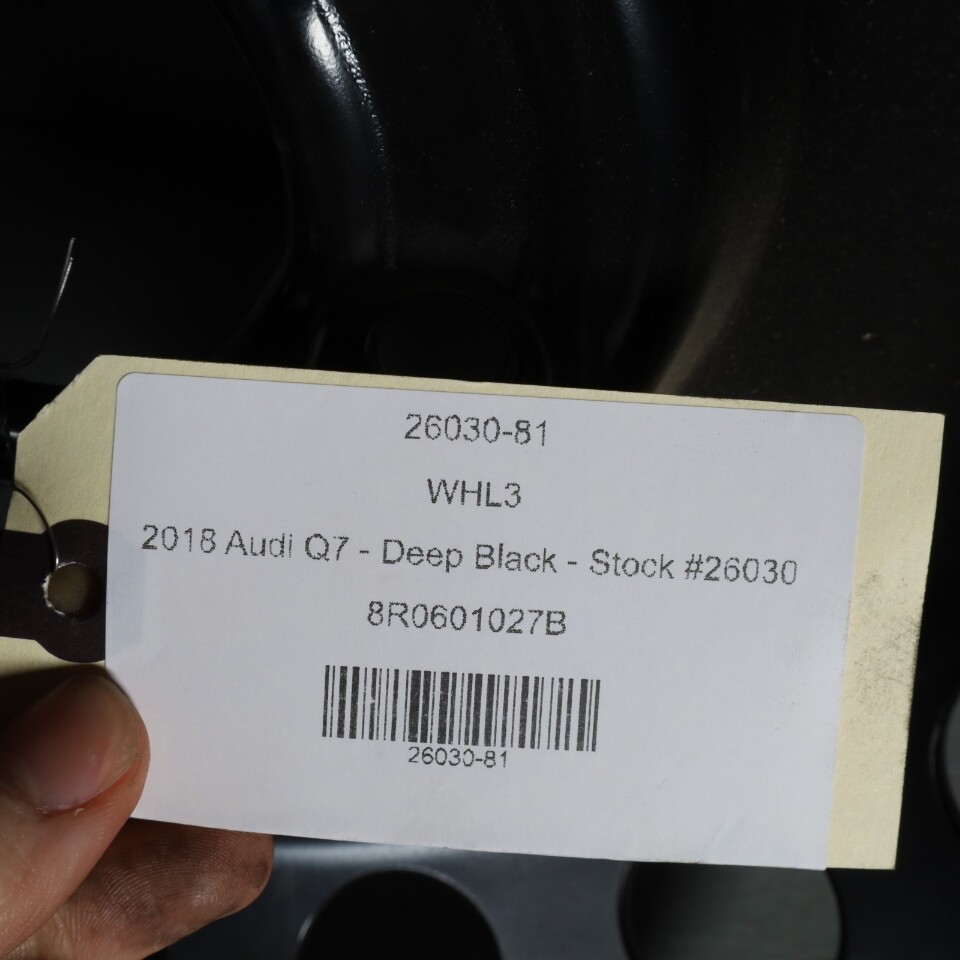 26030-81
WHL3
2018 Audi Q7 - Deep Black - Stock #26030
8R0601027B
26030-81